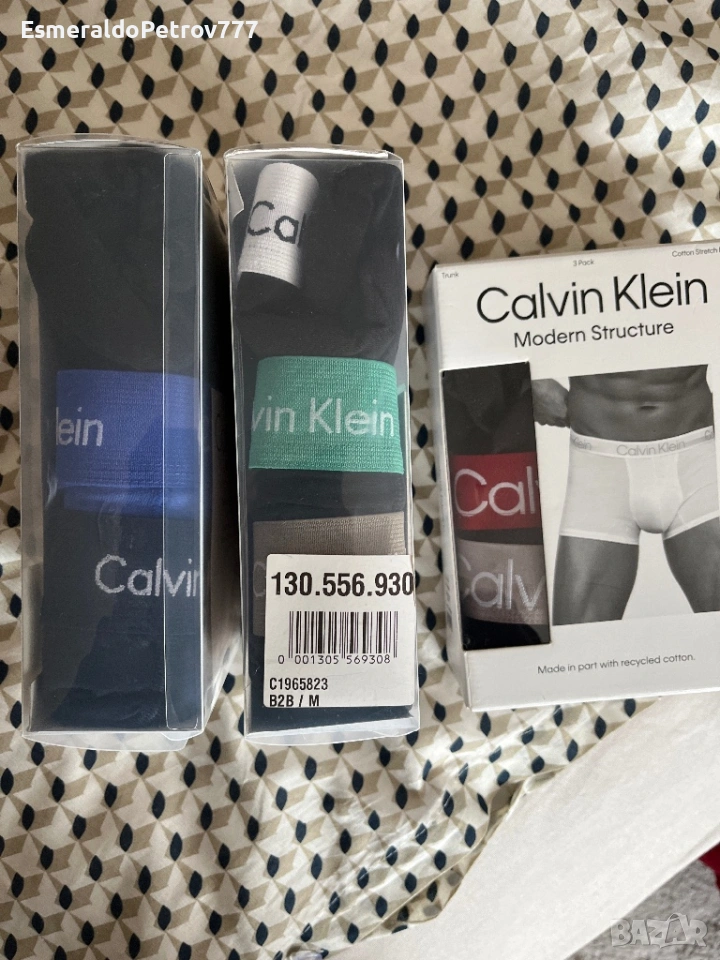 EsmeraldoPetrov777
lein
Calvin
Cal
vin Klein
C
130.556.930
0 001305 569308
C1965823
B2B / M
Trunk
3 Pack
Cotton Stretch
Calvin Klein
Modern Structure
Calvin Klein
Cal
Calv
Made in part with recycled cotton.
BAZAR